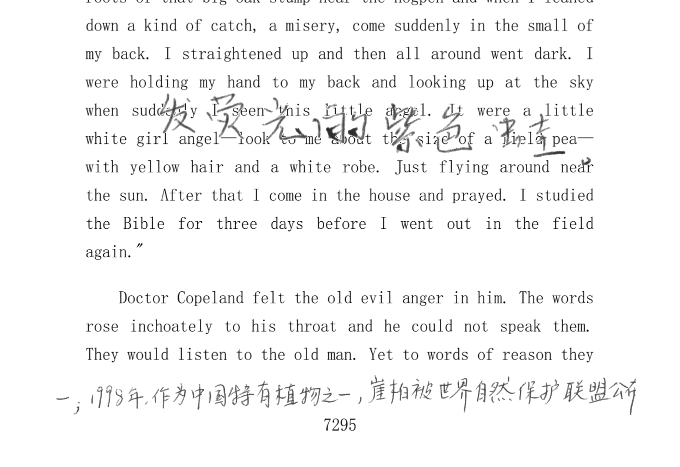 roots of that big oak stump near the hogpen and when I leaned
down a kind of catch, a misery, come suddenly in the small of
my back. I straightened up and then all around went dark. I
were holding my hand to my back and looking up at the sky
when suddenly I seen this little angel. It were a little
发荧光的紫色虫圭
white girl angel—look to me about the size of a field pea—
with yellow hair and a white robe. Just flying around near
the sun. After that I come in the house and prayed. I studied
the Bible for three days before I went out in the field
again."
Doctor Copeland felt the old evil anger in him. The words
rose inchoately to his throat and he could not speak them.
They would listen to the old man. Yet to words of reason they
一；1998年，作为中国特有植物之一，崖柏被世界自然保护联盟公布
7295